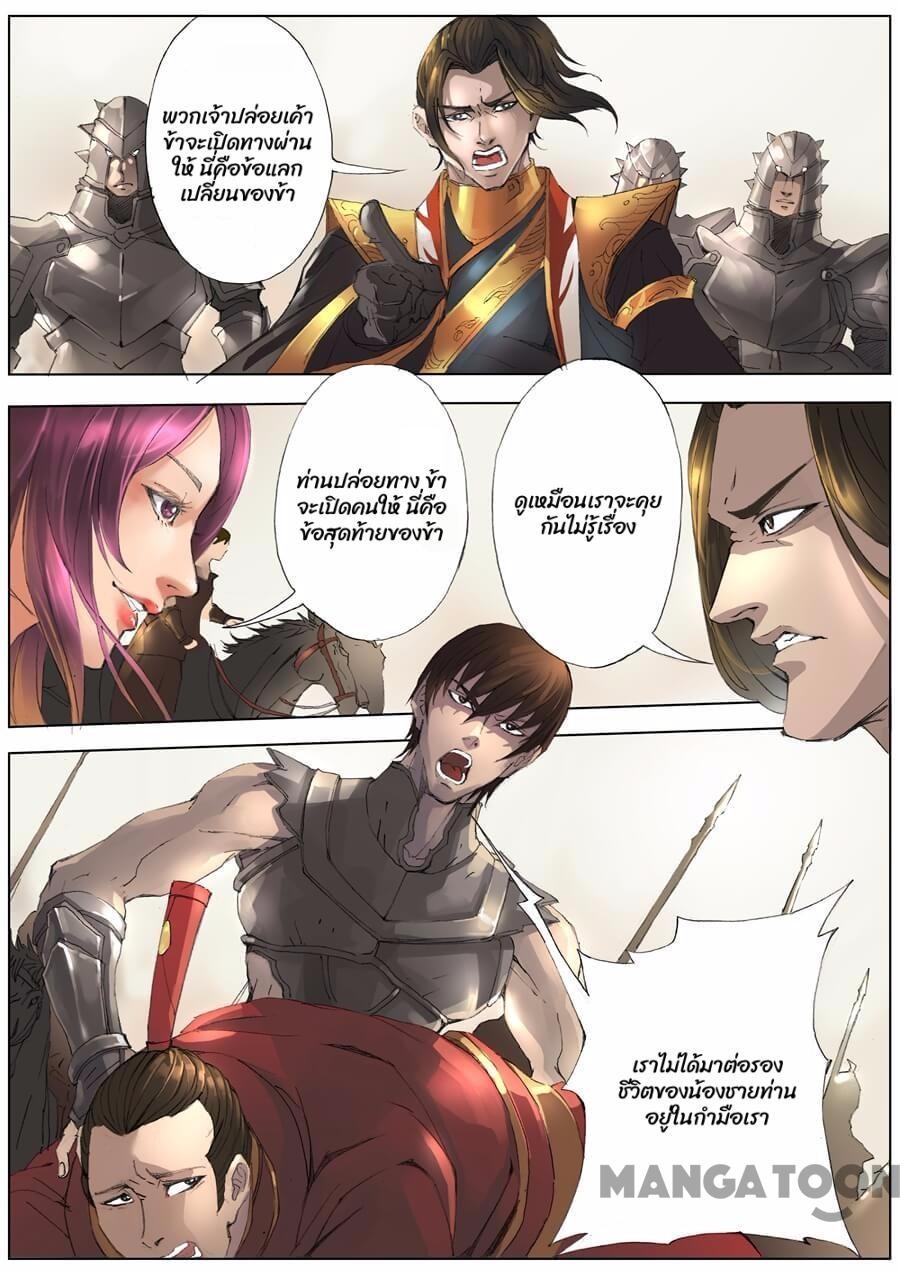 พวกเจ้าปล่อยเค้า
ข้าจะเปิดทางผ่าน
ให้ นี่คือข้อแลก
เปลี่ยนของข้า
ท่านปล่อยทาง ข้า
จะเปิดคนให้ นี่คือ
ข้อสุดท้ายของข้า
ดูเหมือนเราจะคุย
กันไม่รู้เรื่อง
เราไม่ได้มาต่อรอง
ชีวิตของน้องชายท่าน
อยู่ในกำมือเรา
MANGATOON